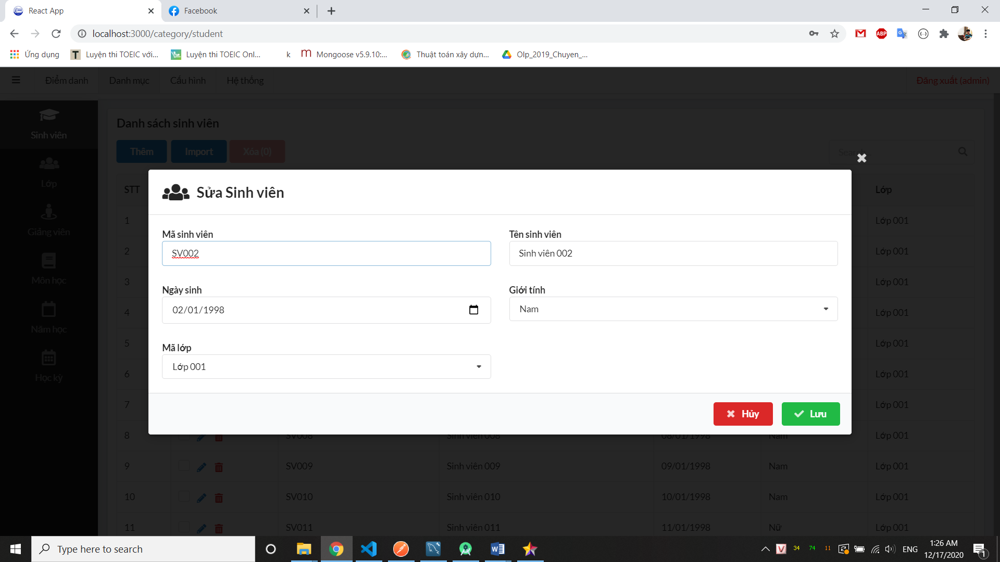 React App
Facebook
localhost:3000/category/student
ABP
Ứng dụng
T
Luyện thi TOEIC với...
Luyện thi TOEIC Onl...
k
m
Mongoose v5.9.10:...
Thuật toán xây dựn...
Olp_2019_Chuyen_...
Điểm danh
Danh mục
Cấu hình
Hệ thống
Đăng xuất (admin)
Sinh viên
Lớp
Giảng viên
Môn học
Năm học
Học kỳ
Danh sách sinh viên
Thêm
Import
Xóa (0)
Search...
STT
Lớp
1
Lớp 001
2
Lớp 001
3
Lớp 001
4
Lớp 001
5
Lớp 001
6
Lớp 001
7
Lớp 001
Sửa Sinh viên
Mã sinh viên
SV002
Tên sinh viên
Sinh viên 002
Ngày sinh
02/01/1998
Giới tính
Nam
Mã lớp
Lớp 001
Hủy
Lưu
8 SV008 Sinh viên 008 08/01/1998 Nam Lớp 001
9 SV009 Sinh viên 009 09/01/1998 Nam Lớp 001
10 SV010 Sinh viên 010 10/01/1998 Nam Lớp 001
11 SV011 Sinh viên 011 11/01/1998 Nữ Lớp 001
Type here to search
V
34
74
11
ENG
1:26 AM
12/17/2020
1